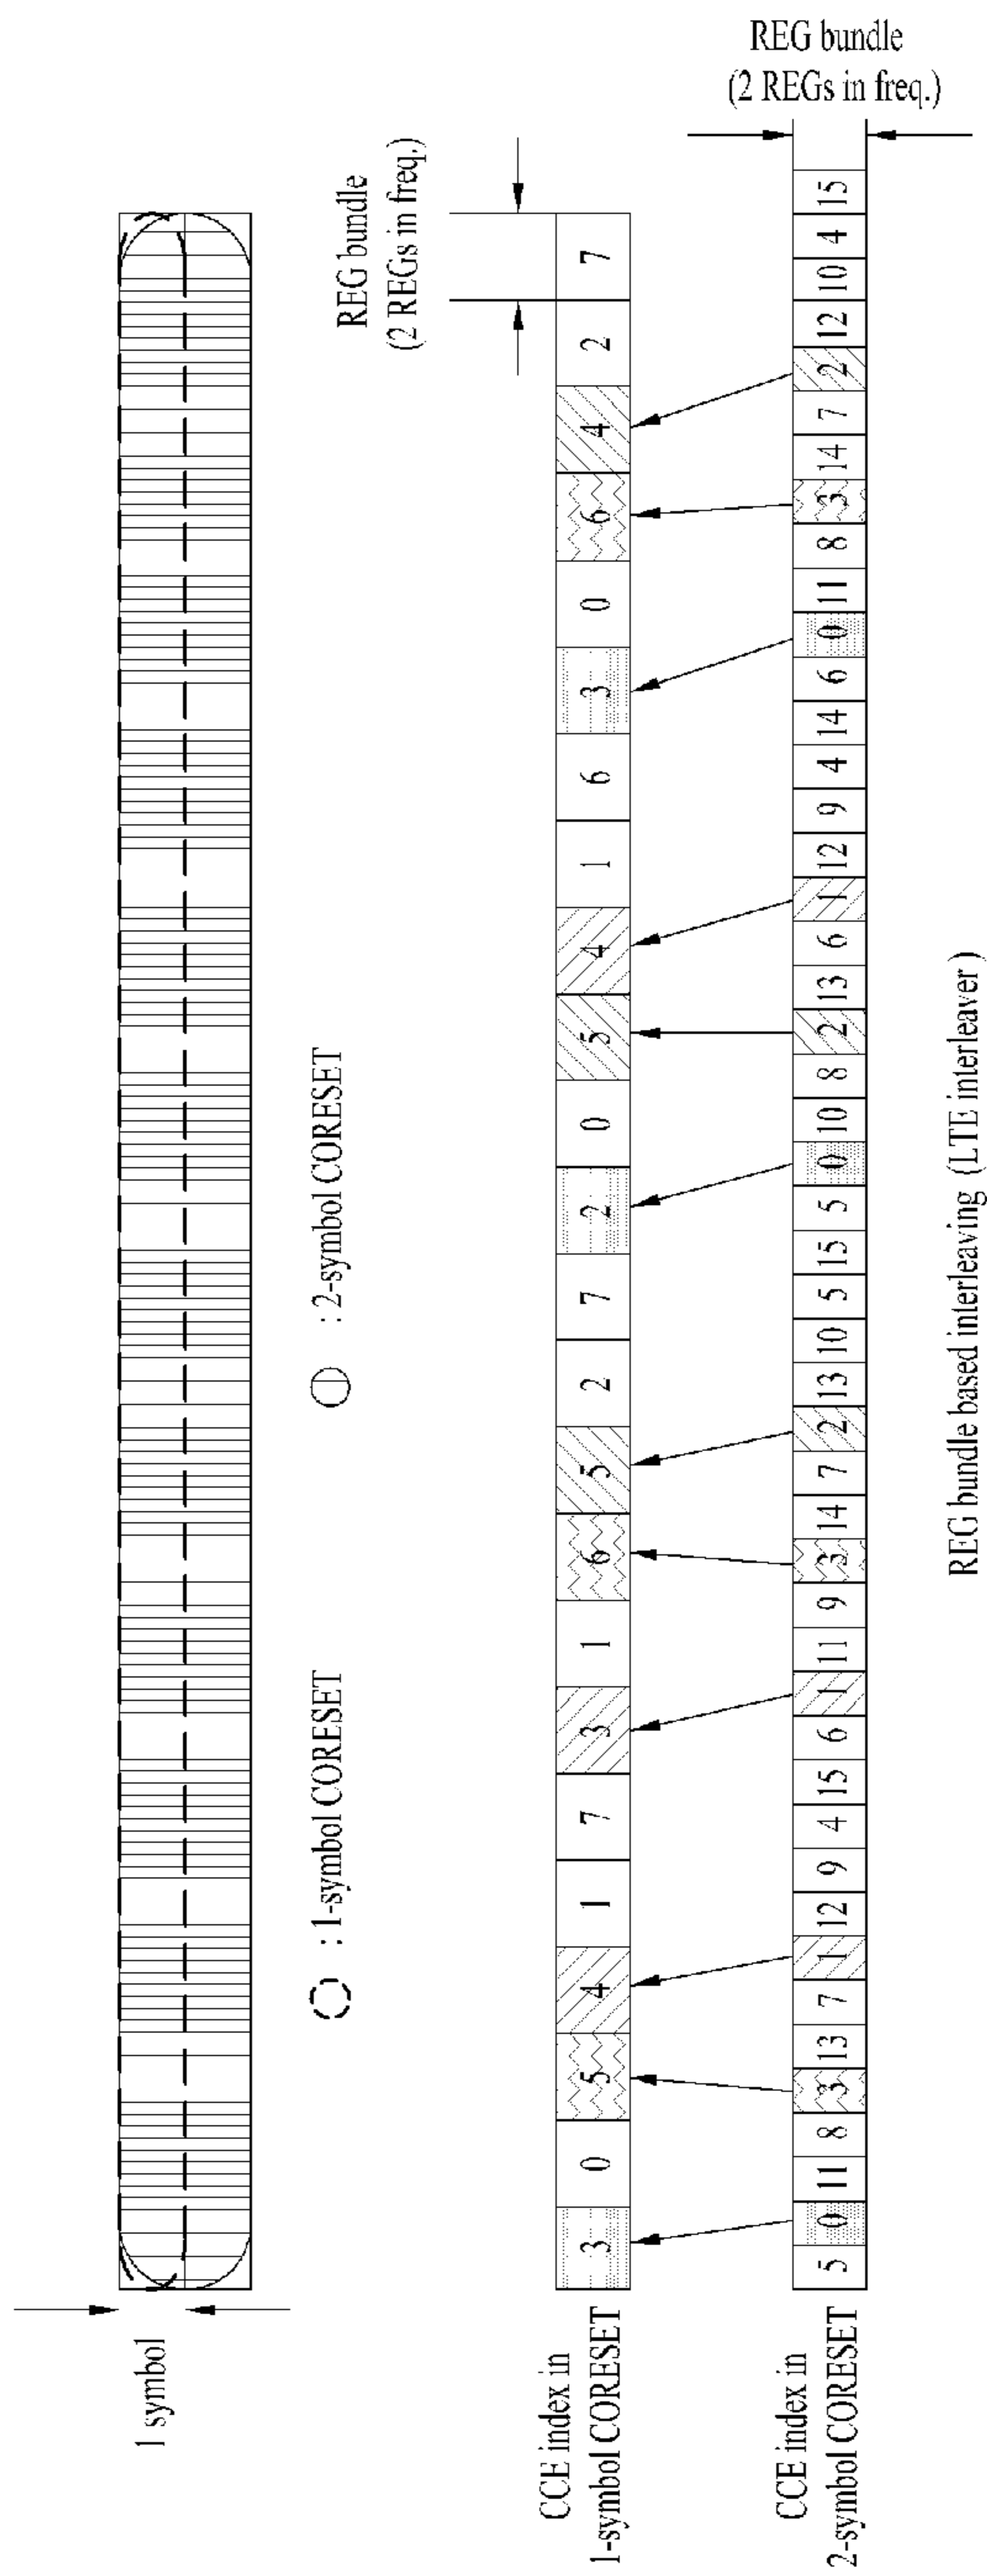 1 symbol
: 1-symbol CORESET
: 2-symbol CORESET
REG bundle
(2 REGs in freq.)
CCE index in
1-symbol CORESET
3 0 5 4 1 7 3 1 6 5 2 7 2 0 5 4 1 6 3 0 6 4 2 7
CCE index in
2-symbol CORESET
5 0 11 8 3 13 7 1 12 9 4 15 6 1 11 9 3 14 7 2 13 10 5 15 5 0 10 8 2 13 6 1 12 9 4 14 6 0 11 8 3 14 7 2 12 10 4 15
REG bundle
(2 REGs in freq.)
REG bundle based interleaving (LTE interleaver)